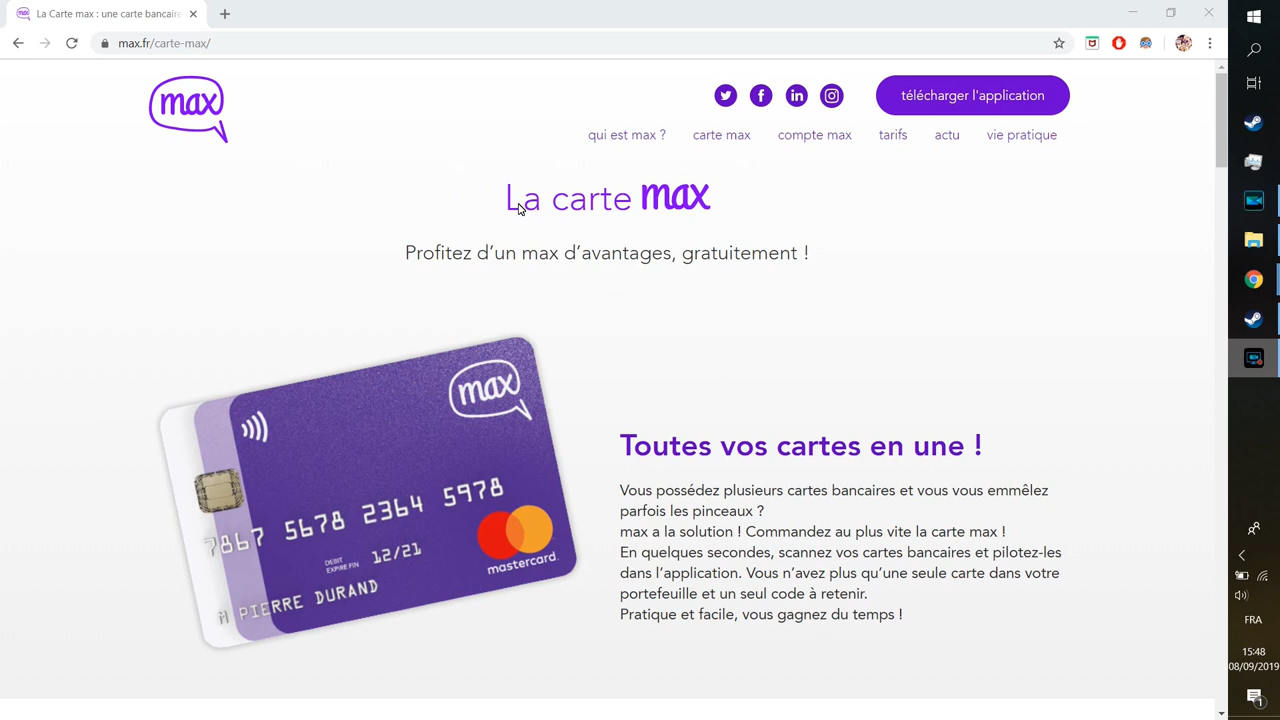 La Carte max : une carte bancaire
max.fr/carte-max/
max
télécharger l'application
qui est max ?
carte max
compte max
tarifs
actu
vie pratique
La carte max
Profitez d’un max d’avantages, gratuitement !
max
7867 5678 2364 5978
DEBIT
EXPIRE FIN
12/21
M PIERRE DURAND
mastercard.
Toutes vos cartes en une !
Vous possédez plusieurs cartes bancaires et vous vous emmêlez
parfois les pinceaux ?
max a la solution ! Commandez au plus vite la carte max !
En quelques secondes, scannez vos cartes bancaires et pilotez-les
dans l’application. Vous n’avez plus qu’une seule carte dans votre
portefeuille et un seul code à retenir.
Pratique et facile, vous gagnez du temps !
FRA
15:48
08/09/2019
1